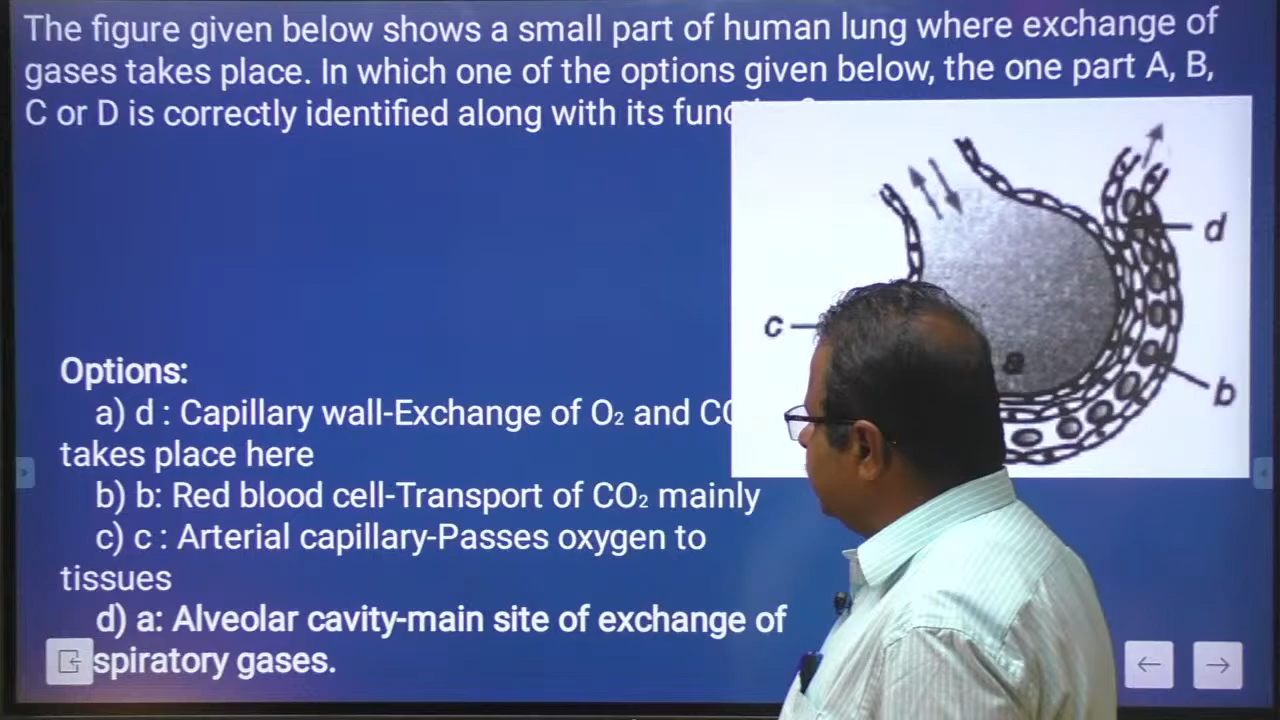 The figure given below shows a small part of human lung where exchange of
gases takes place. In which one of the options given below, the one part A, B,
C or D is correctly identified along with its
d
c
a
b
Options:
a) d : Capillary wall-Exchange of O₂ and
takes place here
b) b: Red blood cell-Transport of CO₂ mainly
c) c : Arterial capillary-Passes oxygen to
tissues
d) a: Alveolar cavity-main site of exchange of
spiratory gases.